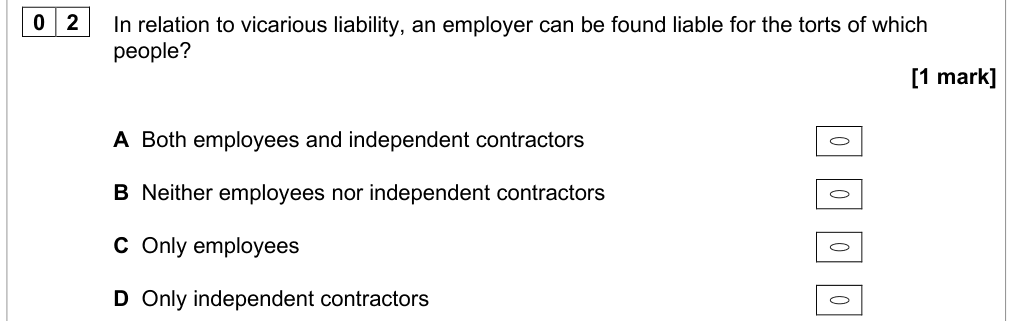 0 2 In relation to vicarious liability, an employer can be found liable for the torts of which
people?
[1 mark]
A Both employees and independent contractors
B Neither employees nor independent contractors
C Only employees
D Only independent contractors